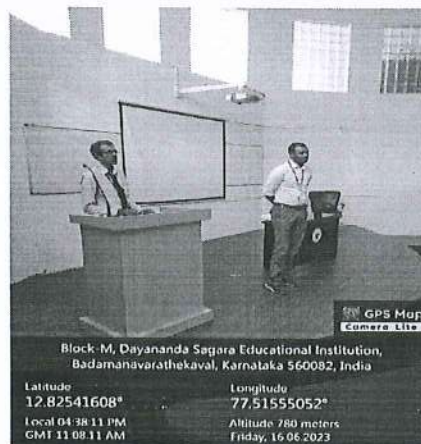 GPS Map
Camera Lite
Block-M, Dayananda Sagara Educational Institution,
Badamanavarathekaval, Karnataka 560082, India
Latitude
12.82541608°
Longitude
77.51555052°
Local 04:38:11 PM
GMT 11:08:11 AM
Altitude 780 meters
Friday, 16.06.2023